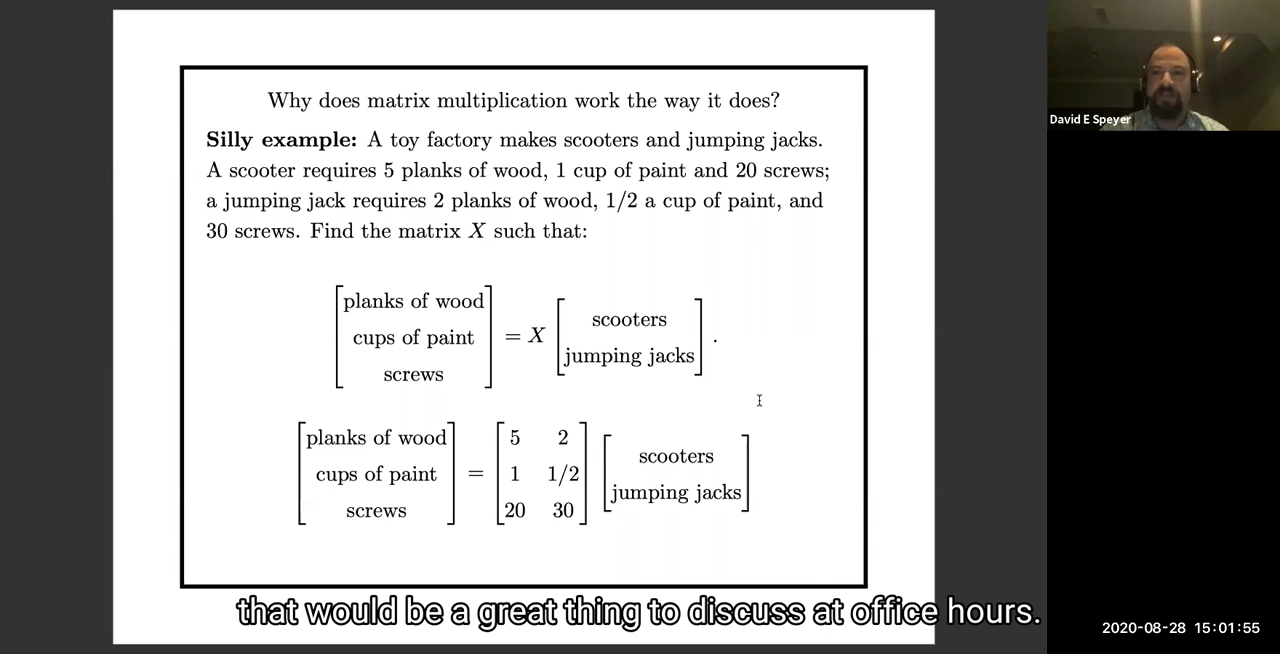 Why does matrix multiplication work the way it does?
Silly example: A toy factory makes scooters and jumping jacks.
A scooter requires 5 planks of wood, 1 cup of paint and 20 screws;
a jumping jack requires 2 planks of wood, 1/2 a cup of paint, and
30 screws. Find the matrix X such that:
planks of wood
cups of paint
screws
= X
scooters
jumping jacks
.
planks of wood
cups of paint
screws
=
5 2
1 1/2
20 30
scooters
jumping jacks
that would be a great thing to discuss at office hours.
David E Speyer
2020-08-28 15:01:55